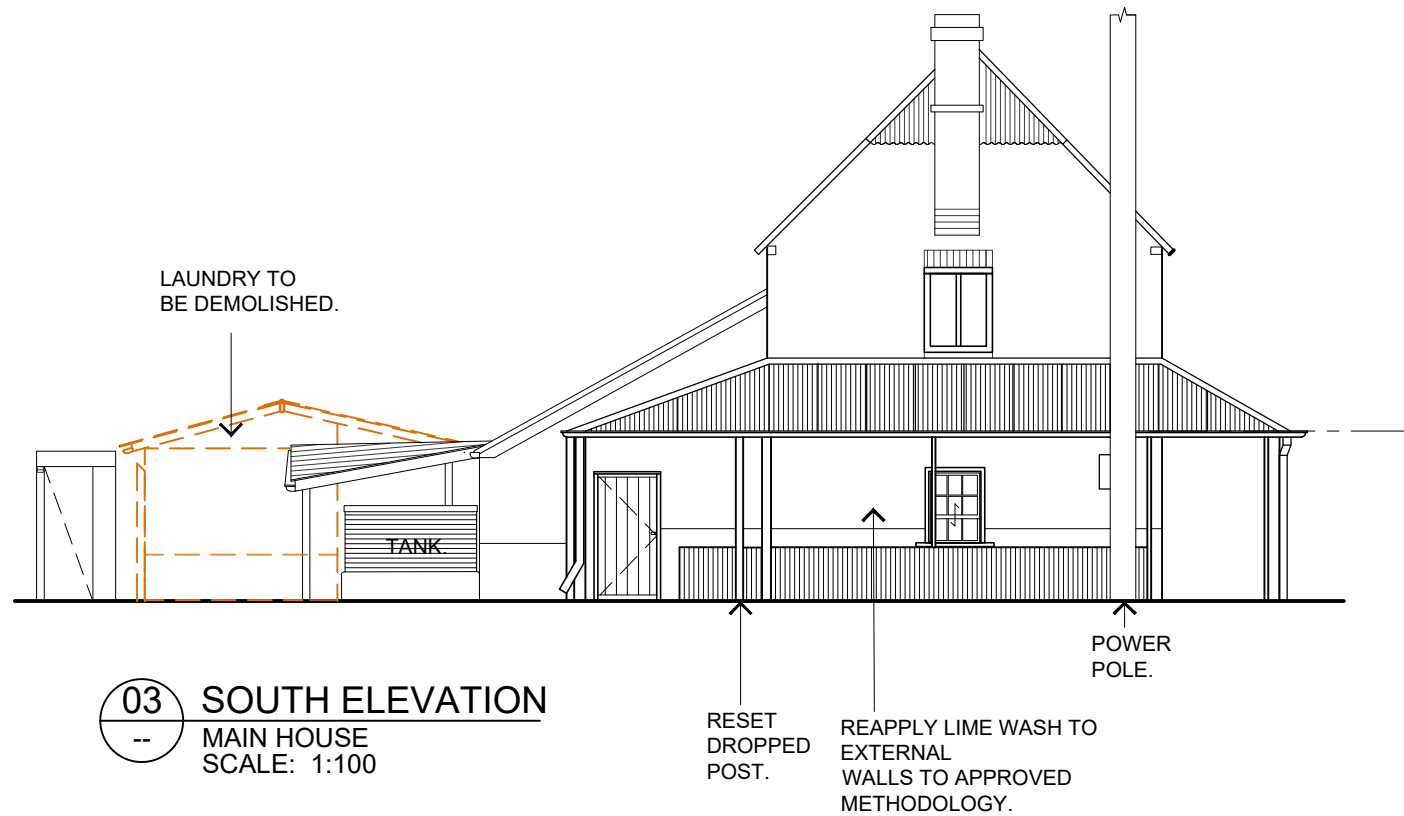 LAUNDRY TO
BE DEMOLISHED.
TANK.
POWER
POLE.
03
--
SOUTH ELEVATION
MAIN HOUSE
SCALE: 1:100
RESET
DROPPED
POST.
REAPPLY LIME WASH TO
EXTERNAL
WALLS TO APPROVED
METHODOLOGY.